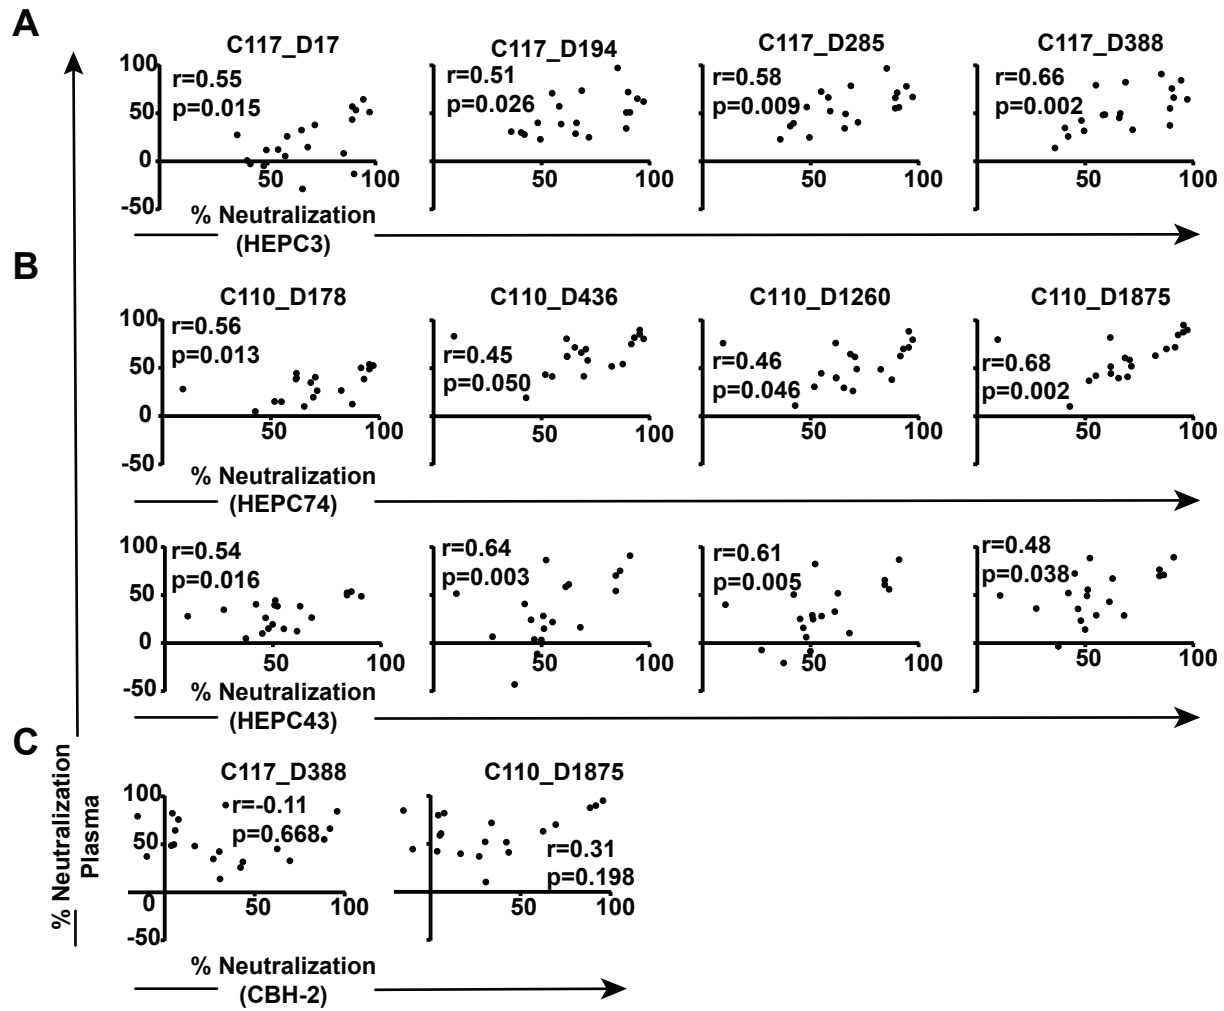 A
C117_D17
C117_D194
C117_D285
C117_D388
100
50
0
-50
r=0.55
p=0.015
r=0.51
p=0.026
r=0.58
p=0.009
r=0.66
p=0.002
50
100
50
100
50
100
50
100
% Neutralization
(HEPC3)
B
C110_D178
C110_D436
C110_D1260
C110_D1875
100
50
0
-50
r=0.56
p=0.013
r=0.45
p=0.050
r=0.46
p=0.046
r=0.68
p=0.002
50
100
50
100
50
100
50
100
% Neutralization
(HEPC74)
100
50
0
-50
r=0.54
p=0.016
r=0.64
p=0.003
r=0.61
p=0.005
r=0.48
p=0.038
50
100
50
100
50
100
50
100
% Neutralization
(HEPC43)
C
% Neutralization
Plasma
C117_D388
C110_D1875
100
50
0
-50
r=-0.11
p=0.668
r=0.31
p=0.198
50
100
50
100
% Neutralization
(CBH-2)